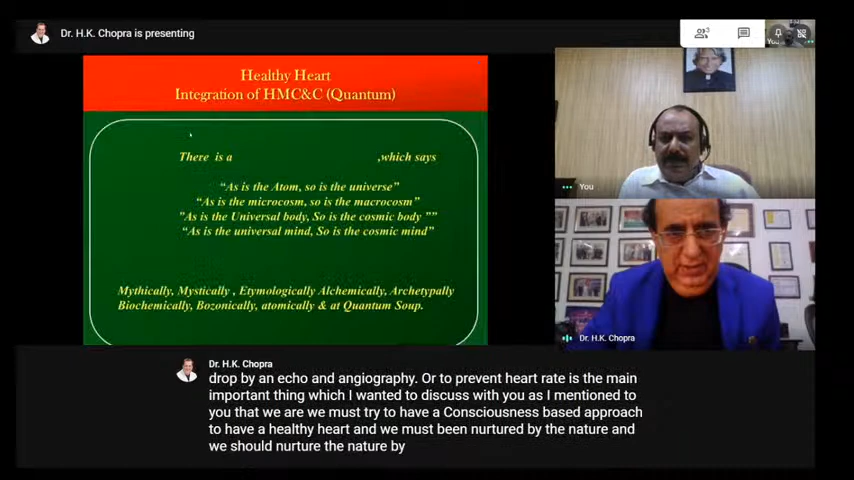 Dr. H.K. Chopra is presenting
3
You
Healthy Heart
Integration of HMC&C (Quantum)
There is a ,which says
"As is the Atom, so is the universe"
"As is the microcosm, so is the macrocosm"
"As is the Universal body, So is the cosmic body ""
"As is the universal mind, So is the cosmic mind"
Mythically, Mystically , Etymologically Alchemically, Archetypally
Biochemically, Bozonically, atomically & at Quantum Soup.
You
Dr. H.K. Chopra
Dr. H.K. Chopra
drop by an echo and angiography. Or to prevent heart rate is the main
important thing which I wanted to discuss with you as I mentioned to
you that we are we must try to have a Consciousness based approach
to have a healthy heart and we must been nurtured by the nature and
we should nurture the nature by